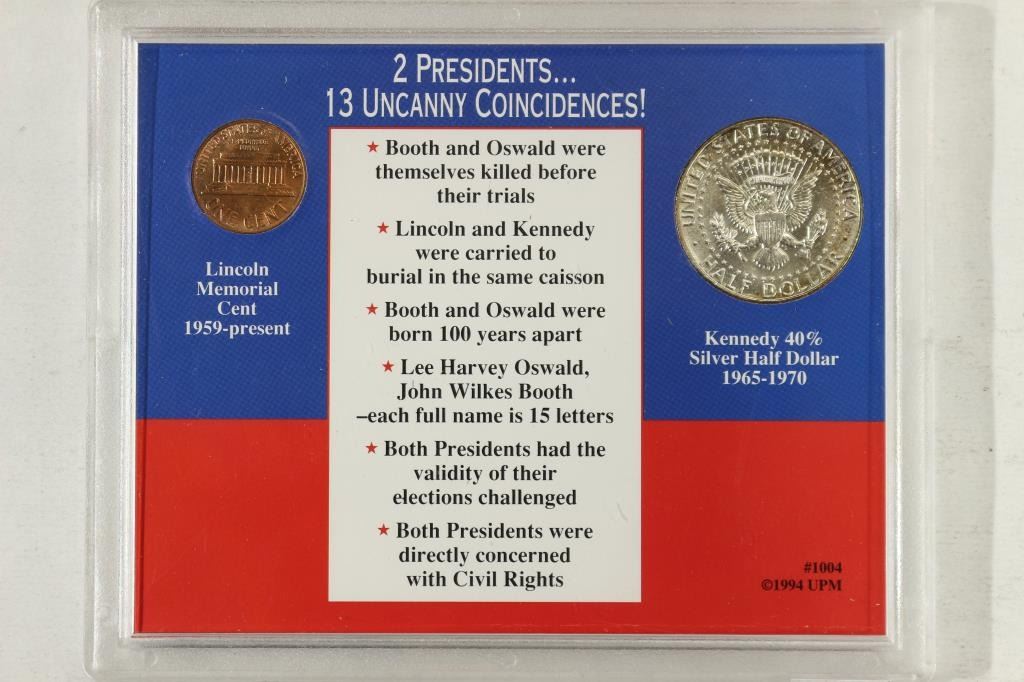 2 PRESIDENTS...
13 UNCANNY COINCIDENCES!
UNITED STATES OF AMERICA
E PLURIBUS
UNUM
ONE CENT
Lincoln
Memorial
Cent
1959-present
★ Booth and Oswald were
themselves killed before
their trials
★ Lincoln and Kennedy
were carried to
burial in the same caisson
★ Booth and Oswald were
born 100 years apart
★ Lee Harvey Oswald,
John Wilkes Booth
–each full name is 15 letters
★ Both Presidents had the
validity of their
elections challenged
★ Both Presidents were
directly concerned
with Civil Rights
UNITED STATES OF AMERICA
HALF DOLLAR
Kennedy 40%
Silver Half Dollar
1965-1970
#1004
©1994 UPM